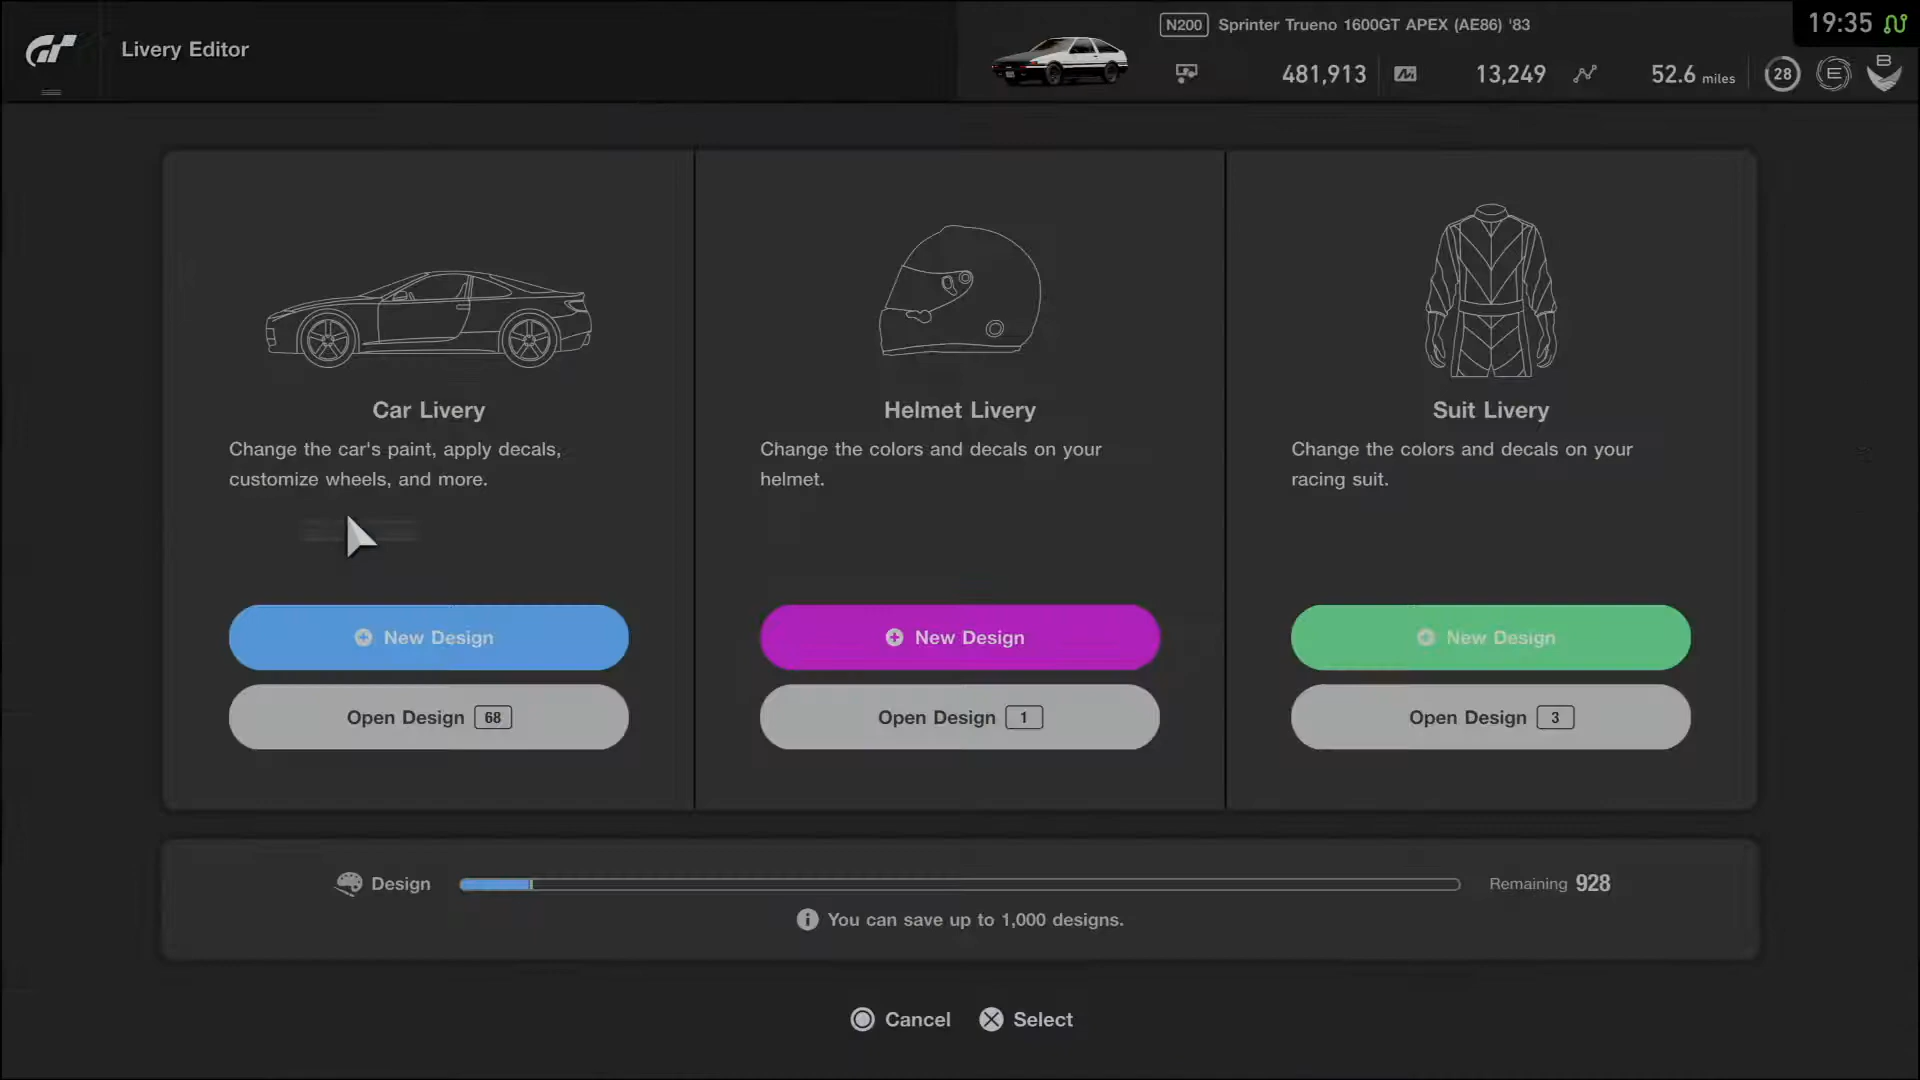 19:35
N200 Sprinter Trueno 1600GT APEX (AE86) '83
GT Livery Editor
481,913 13,249 52.6 miles 28 E B
Car Livery
Change the car's paint, apply decals,
customize wheels, and more.
New Design
Open Design 68
Helmet Livery
Change the colors and decals on your
helmet.
New Design
Open Design 1
Suit Livery
Change the colors and decals on your
racing suit.
New Design
Open Design 3
Design Remaining 928
You can save up to 1,000 designs.
Cancel Select